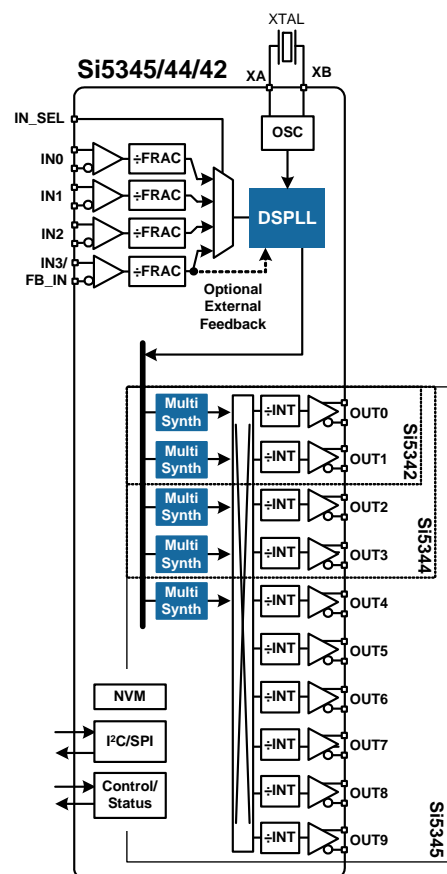 XTAL
Si5345/44/42
XA
XB
IN_SEL
OSC
IN0
÷FRAC
IN1
÷FRAC
DSPLL
IN2
÷FRAC
IN3/
FB_IN
÷FRAC
Optional
External
Feedback
Multi
Synth
÷INT
OUT0
Multi
Synth
÷INT
OUT1
Si5342
Multi
Synth
÷INT
OUT2
Multi
Synth
÷INT
OUT3
Si5344
Multi
Synth
÷INT
OUT4
÷INT
OUT5
NVM
÷INT
OUT6
I²C/SPI
÷INT
OUT7
Control/
Status
÷INT
OUT8
÷INT
OUT9
Si5345